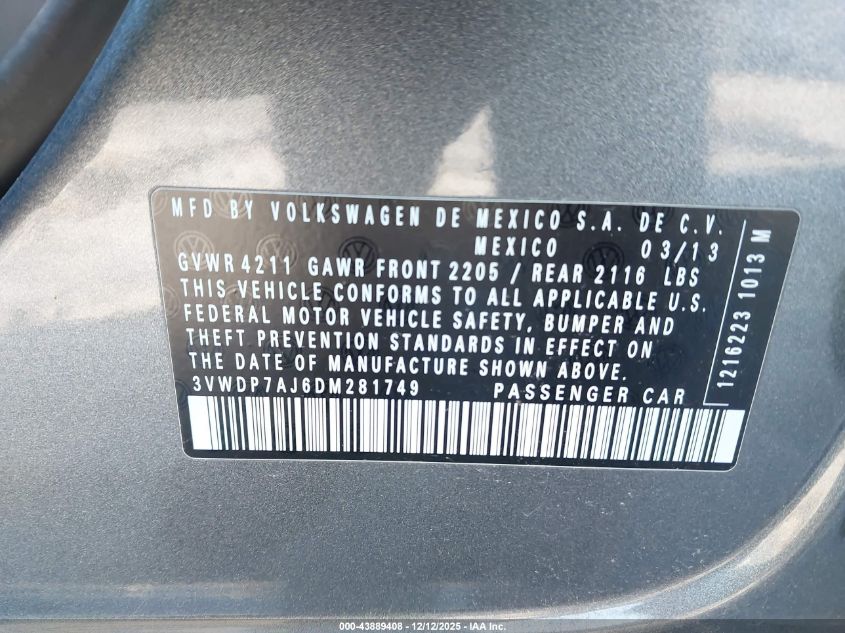 MFD BY VOLKSWAGEN DE MEXICO S.A. DE C.V.
MEXICO 03/13
GVWR 4211 GAWR FRONT 2205 / REAR 2116 LBS
THIS VEHICLE CONFORMS TO ALL APPLICABLE U.S.
FEDERAL MOTOR VEHICLE SAFETY, BUMPER AND
THEFT PREVENTION STANDARDS IN EFFECT ON
THE DATE OF MANUFACTURE SHOWN ABOVE.
3VWDP7AJ6DM281749 PASSENGER CAR
1216223 1013 M
000-43889408 - 12/12/2025 - IAA Inc.